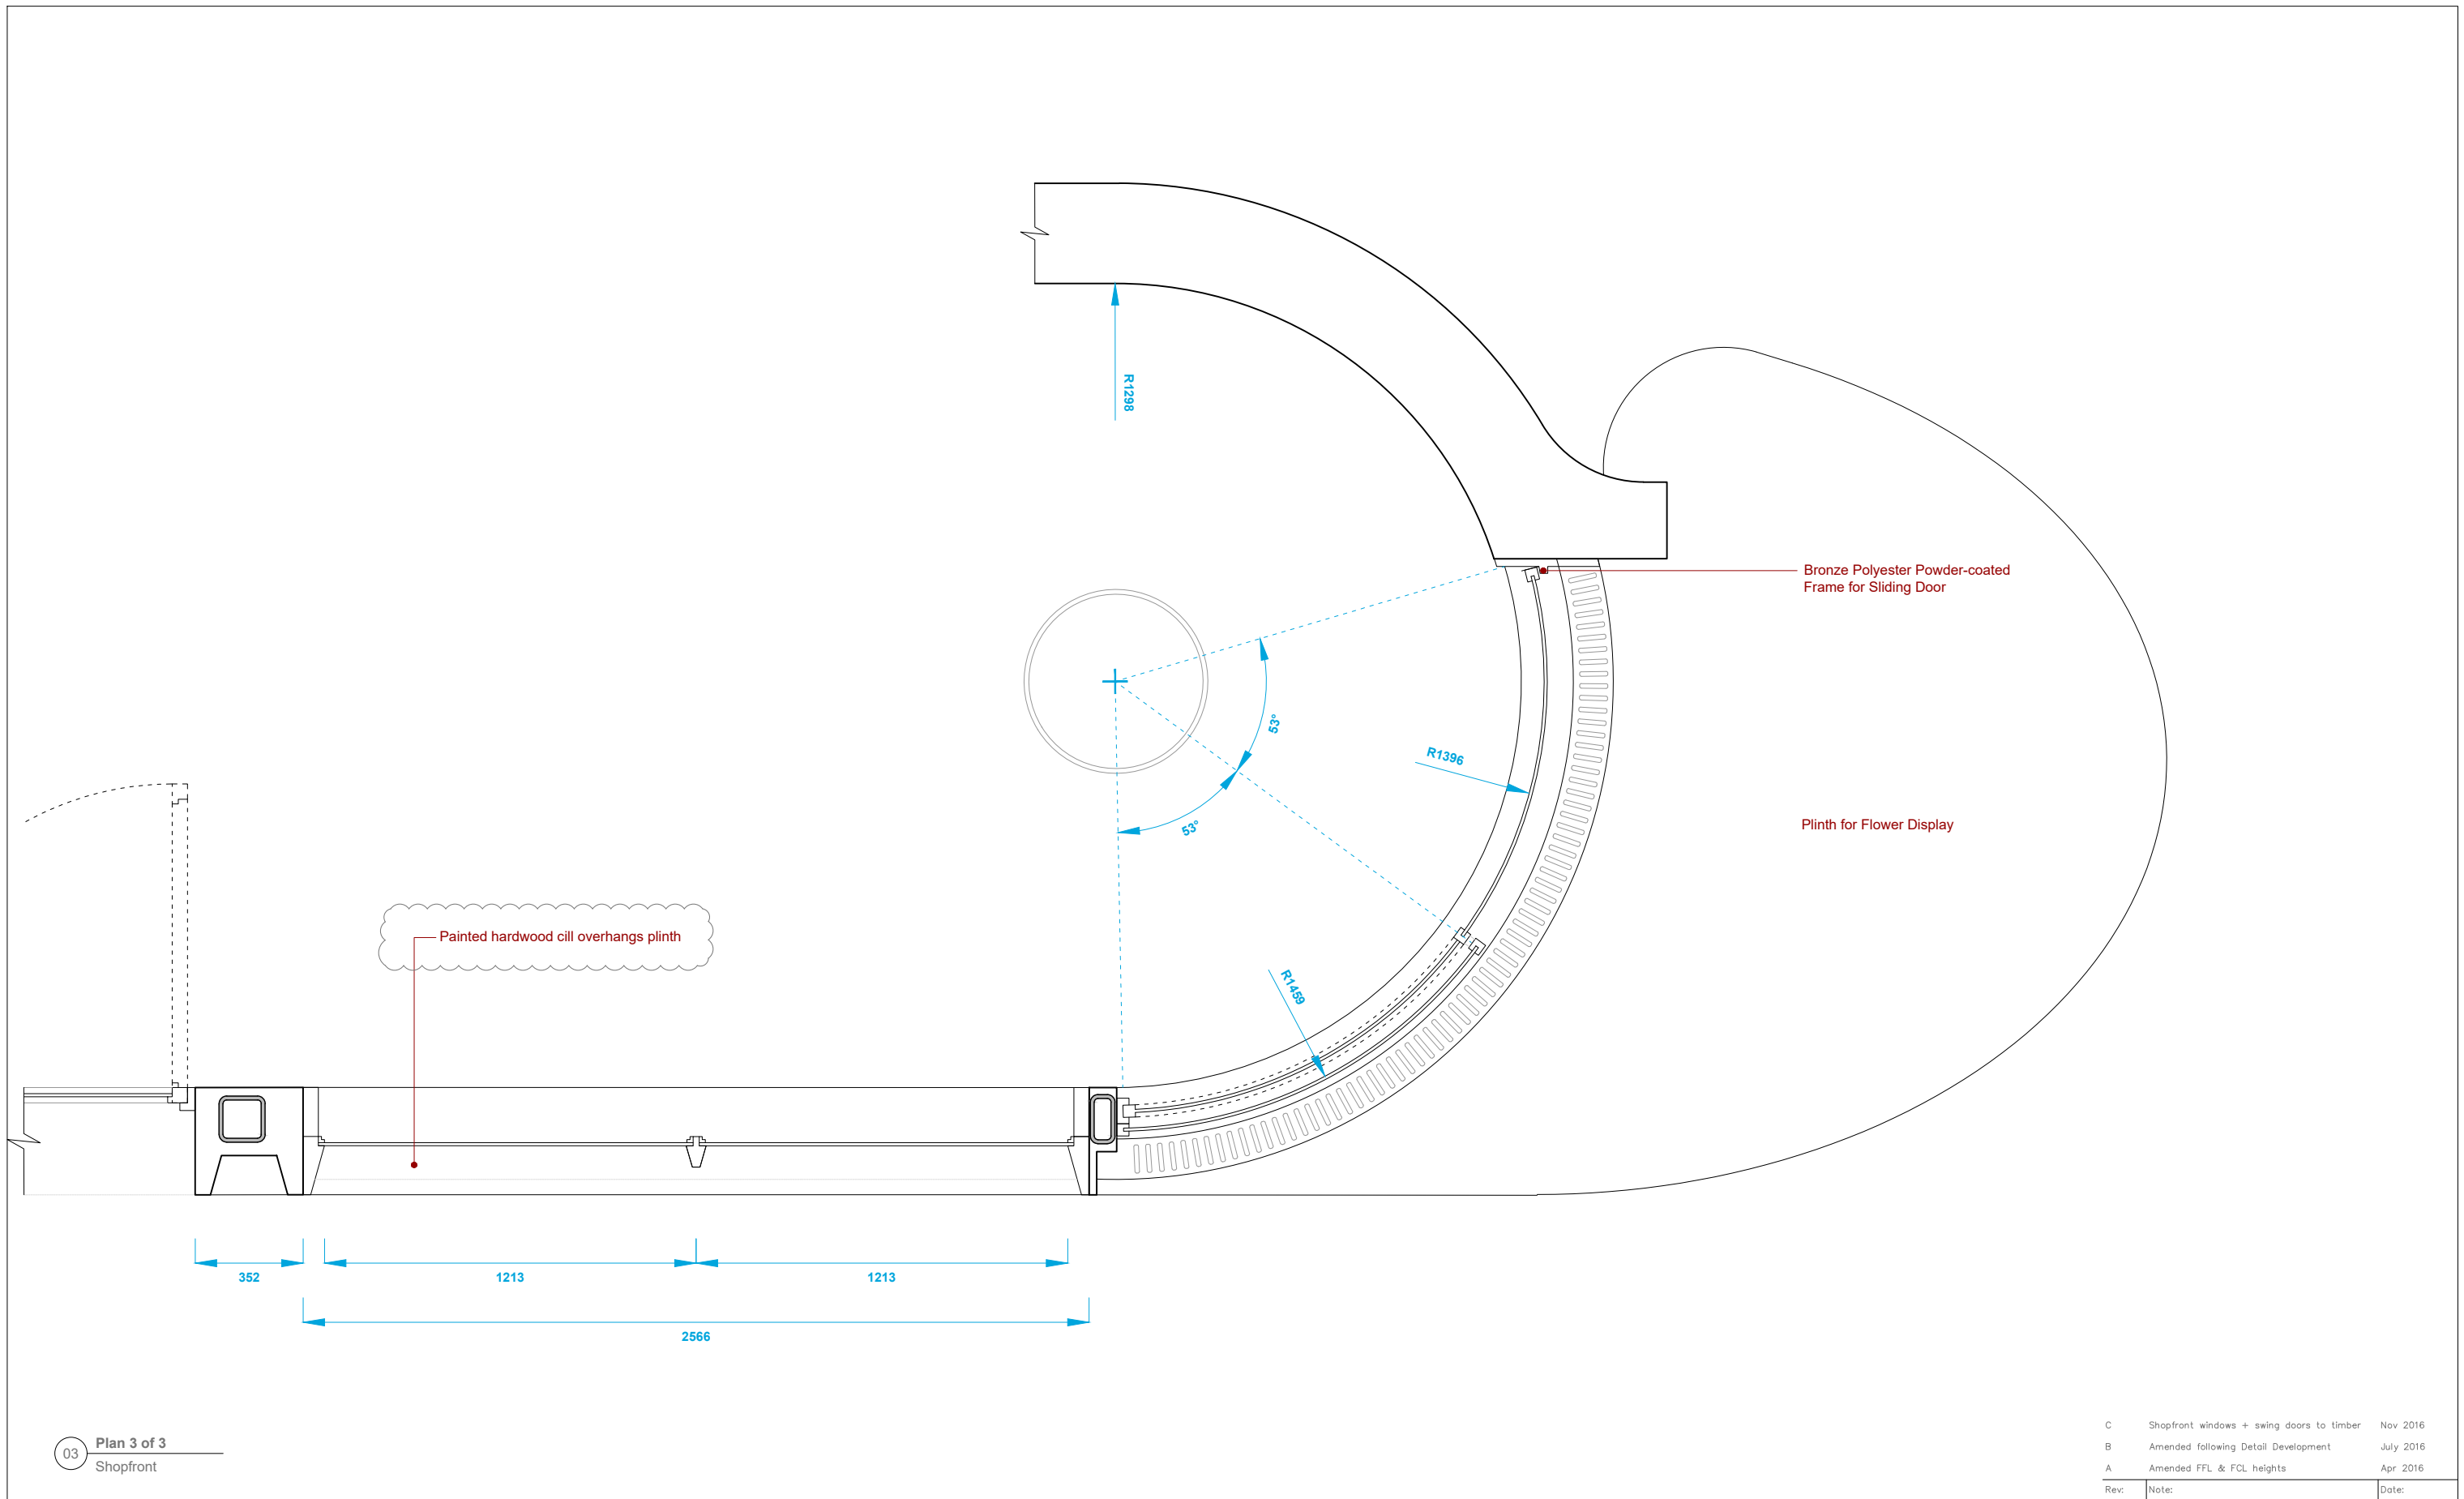 R1298
Bronze Polyester Powder-coated
Frame for Sliding Door
53°
R1396
53°
Plinth for Flower Display
Painted hardwood cill overhangs plinth
R1459
352
1213
1213
2566
03
Plan 3 of 3
Shopfront
C Shopfront windows + swing doors to timber Nov 2016
B Amended following Detail Development July 2016
A Amended FFL & FCL heights Apr 2016
Rev: Note: Date: